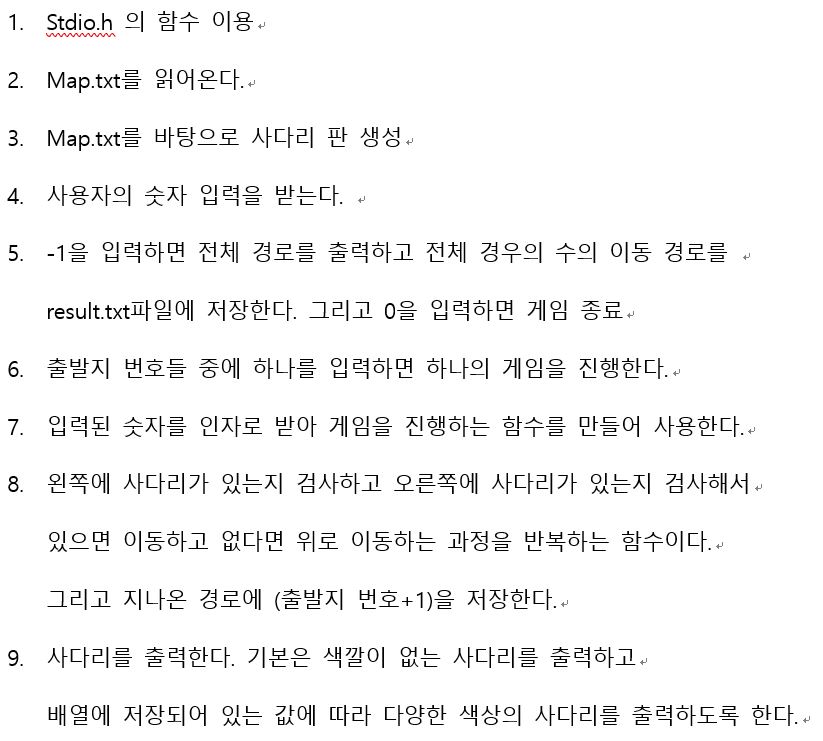 1. Stdio.h 의 함수 이용
2. Map.txt를 읽어온다.
3. Map.txt를 바탕으로 사다리 판 생성
4. 사용자의 숫자 입력을 받는다.
5. -1을 입력하면 전체 경로를 출력하고 전체 경우의 수의 이동 경로를
result.txt파일에 저장한다. 그리고 0을 입력하면 게임 종료
6. 출발지 번호들 중에 하나를 입력하면 하나의 게임을 진행한다.
7. 입력된 숫자를 인자로 받아 게임을 진행하는 함수를 만들어 사용한다.
8. 왼쪽에 사다리가 있는지 검사하고 오른쪽에 사다리가 있는지 검사해서
있으면 이동하고 없다면 위로 이동하는 과정을 반복하는 함수이다.
그리고 지나온 경로에 (출발지 번호+1)을 저장한다.
9. 사다리를 출력한다. 기본은 색깔이 없는 사다리를 출력하고
배열에 저장되어 있는 값에 따라 다양한 색상의 사다리를 출력하도록 한다.